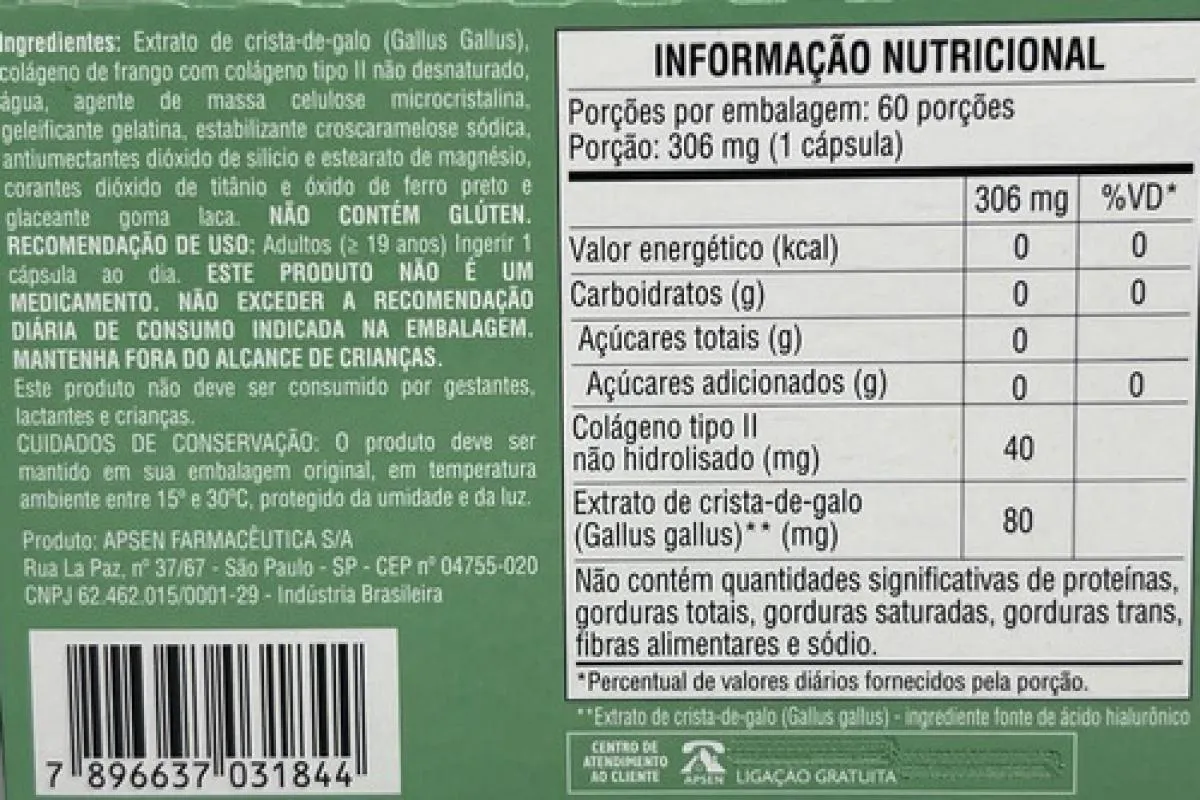 Ingredientes: Extrato de crista-de-galo (Gallus Gallus),
colágeno de frango com colágeno tipo II não desnaturado,
água, agente de massa celulose microcristalina,
geleificante gelatina, estabilizante croscaramelose sódica,
antiumectantes dióxido de silício e estearato de magnésio,
corantes dióxido de titânio e óxido de ferro preto e
glaceante goma laca. NÃO CONTÉM GLÚTEN.
RECOMENDAÇÃO DE USO: Adultos (≥ 19 anos) Ingerir 1
cápsula ao dia. ESTE PRODUTO NÃO É UM
MEDICAMENTO. NÃO EXCEDER A RECOMENDAÇÃO
DIÁRIA DE CONSUMO INDICADA NA EMBALAGEM.
MANTENHA FORA DO ALCANCE DE CRIANÇAS.
Este produto não deve ser consumido por gestantes,
lactantes e crianças.
CUIDADOS DE CONSERVAÇÃO: O produto deve ser
mantido em sua embalagem original, em temperatura
ambiente entre 15º e 30ºC, protegido da umidade e da luz.
Produto: APSEN FARMACÊUTICA S/A
Rua La Paz, nº 37/67 - São Paulo - SP - CEP nº 04755-020
CNPJ 62.462.015/0001-29 - Indústria Brasileira
7 896637 031844
INFORMAÇÃO NUTRICIONAL
Porções por embalagem: 60 porções
Porção: 306 mg (1 cápsula)
306 mg %VD*
Valor energético (kcal) 0 0
Carboidratos (g) 0 0
Açúcares totais (g) 0
Açúcares adicionados (g) 0 0
Colágeno tipo II
não hidrolisado (mg) 40
Extrato de crista-de-galo
(Gallus gallus)** (mg) 80
Não contém quantidades significativas de proteínas,
gorduras totais, gorduras saturadas, gorduras trans,
fibras alimentares e sódio.
*Percentual de valores diários fornecidos pela porção.
**Extrato de crista-de-galo (Gallus gallus) - ingrediente fonte de ácido hialurônico
CENTRO DE
ATENDIMENTO
AO CLIENTE
APSEN LIGAÇÃO GRATUITA